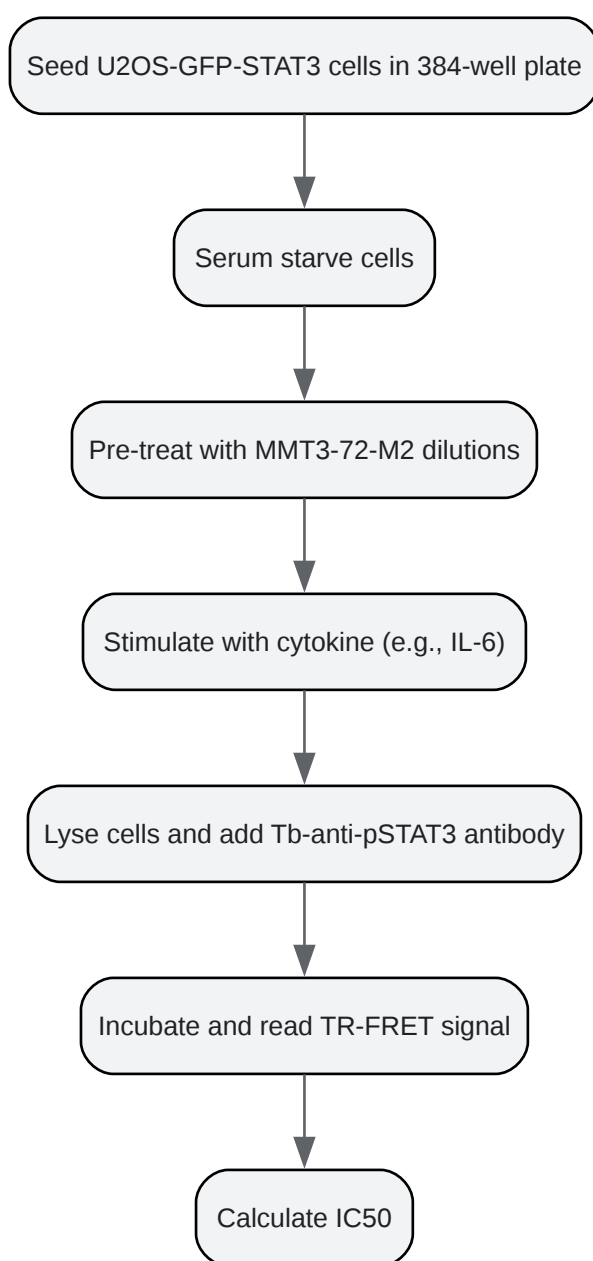 Seed U2OS-GFP-STAT3 cells in 384-well plate
Serum starve cells
Pre-treat with MMT3-72-M2 dilutions
Stimulate with cytokine (e.g., IL-6)
Lyse cells and add Tb-anti-pSTAT3 antibody
Incubate and read TR-FRET signal
Calculate IC50